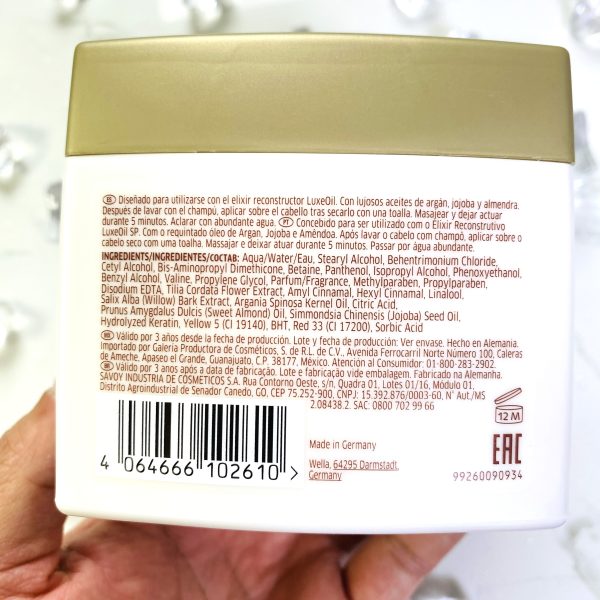 ES Diseñado para utilizarse con el elixir reconstructor LuxeOil. Con lujosos aceites de argán, jojoba y almendra.
Después de lavar con el champú, aplicar sobre el cabello tras secarlo con una toalla. Masajear y dejar actuar
durante 5 minutos. Aclarar con abundante agua. PT Concebido para ser utilizado com o Elixir Reconstrutivo
LuxeOil SP. Com o requintado óleo de Argan, Jojoba e Amêndoa. Após lavar o cabelo com champô, aplicar sobre o
cabelo seco com uma toalha. Massajar e deixar atuar durante 5 minutos. Passar por água abundante.
INGREDIENTS/INGREDIENTES/СОСТАВ: Aqua/Water/Eau, Stearyl Alcohol, Behentrimonium Chloride,
Cetyl Alcohol, Bis-Aminopropyl Dimethicone, Betaine, Panthenol, Isopropyl Alcohol, Phenoxyethanol,
Benzyl Alcohol, Valine, Propylene Glycol, Parfum/Fragrance, Methylparaben, Propylparaben,
Disodium EDTA, Tilia Cordata Flower Extract, Amyl Cinnamal, Hexyl Cinnamal, Linalool,
Salix Alba (Willow) Bark Extract, Argania Spinosa Kernel Oil, Citric Acid,
Prunus Amygdalus Dulcis (Sweet Almond) Oil, Simmondsia Chinensis (Jojoba) Seed Oil,
Hydrolyzed Keratin, Yellow 5 (CI 19140), BHT, Red 33 (CI 17200), Sorbic Acid
Válido por 3 años desde la fecha de producción. Lote y fecha de producción: Ver envase. Hecho en Alemania.
Importado por Galeria Productora de Cosméticos, S. de R.L. de C.V., Avenida Ferrocarril Norte Número 100, Caleras
de Ameche, Apaseo el Grande, Guanajuato, C.P. 38177, México. Atención al Consumidor: 01-800-283-2902.
Válido por 3 anos após a data de fabricação. Lote e fabricação vide embalagem. Fabricado na Alemanha.
SAVOY INDUSTRIA DE COSMETICOS S.A. Rua Contorno Oeste, s/n, Quadra 01, Lotes 01/16, Módulo 01,
Distrito Agroindustrial de Senador Canedo, GO, CEP 75.252-900, CNPJ: 15.392.876/0003-60, N° Aut./MS
2.08438.2. SAC: 0800 702 99 66
12 M
4 064666 102610 >
Made in Germany
Wella, 64295 Darmstadt,
Germany
EAC
99260090934